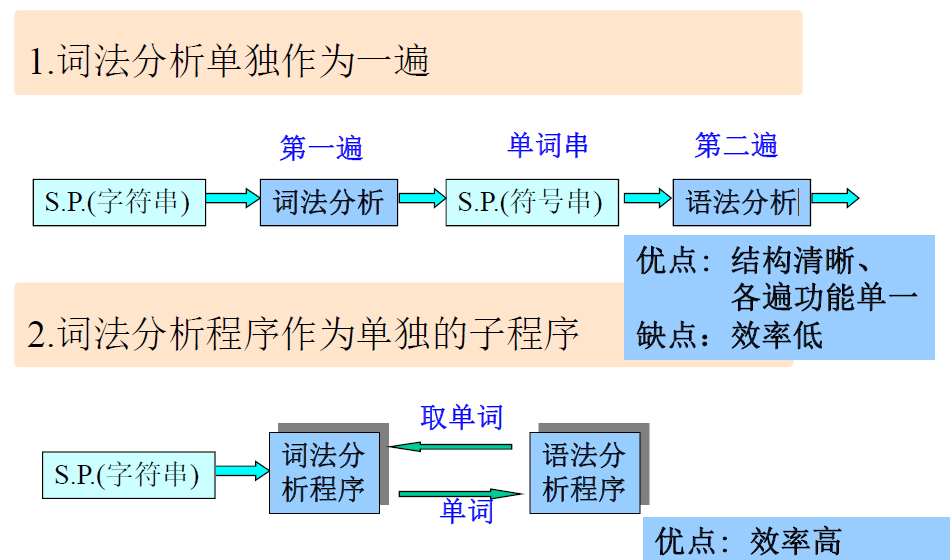 1.词法分析单独作为一遍
第一遍
单词串
第二遍
S.P.(字符串)
词法分析
S.P.(符号串)
语法分析
优点：结构清晰、
各遍功能单一
缺点：效率低
2.词法分析程序作为单独的子程序
取单词
S.P.(字符串)
词法分
析程序
语法分
析程序
单词
优点：效率高